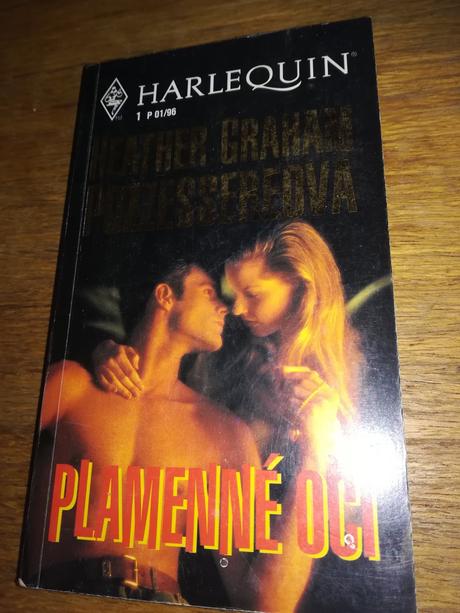 HARLEQUIN®
1 P 01/96
HEATHER GRAHAM
POZZESSEREOVÁ
PLAMENNÉ OČI